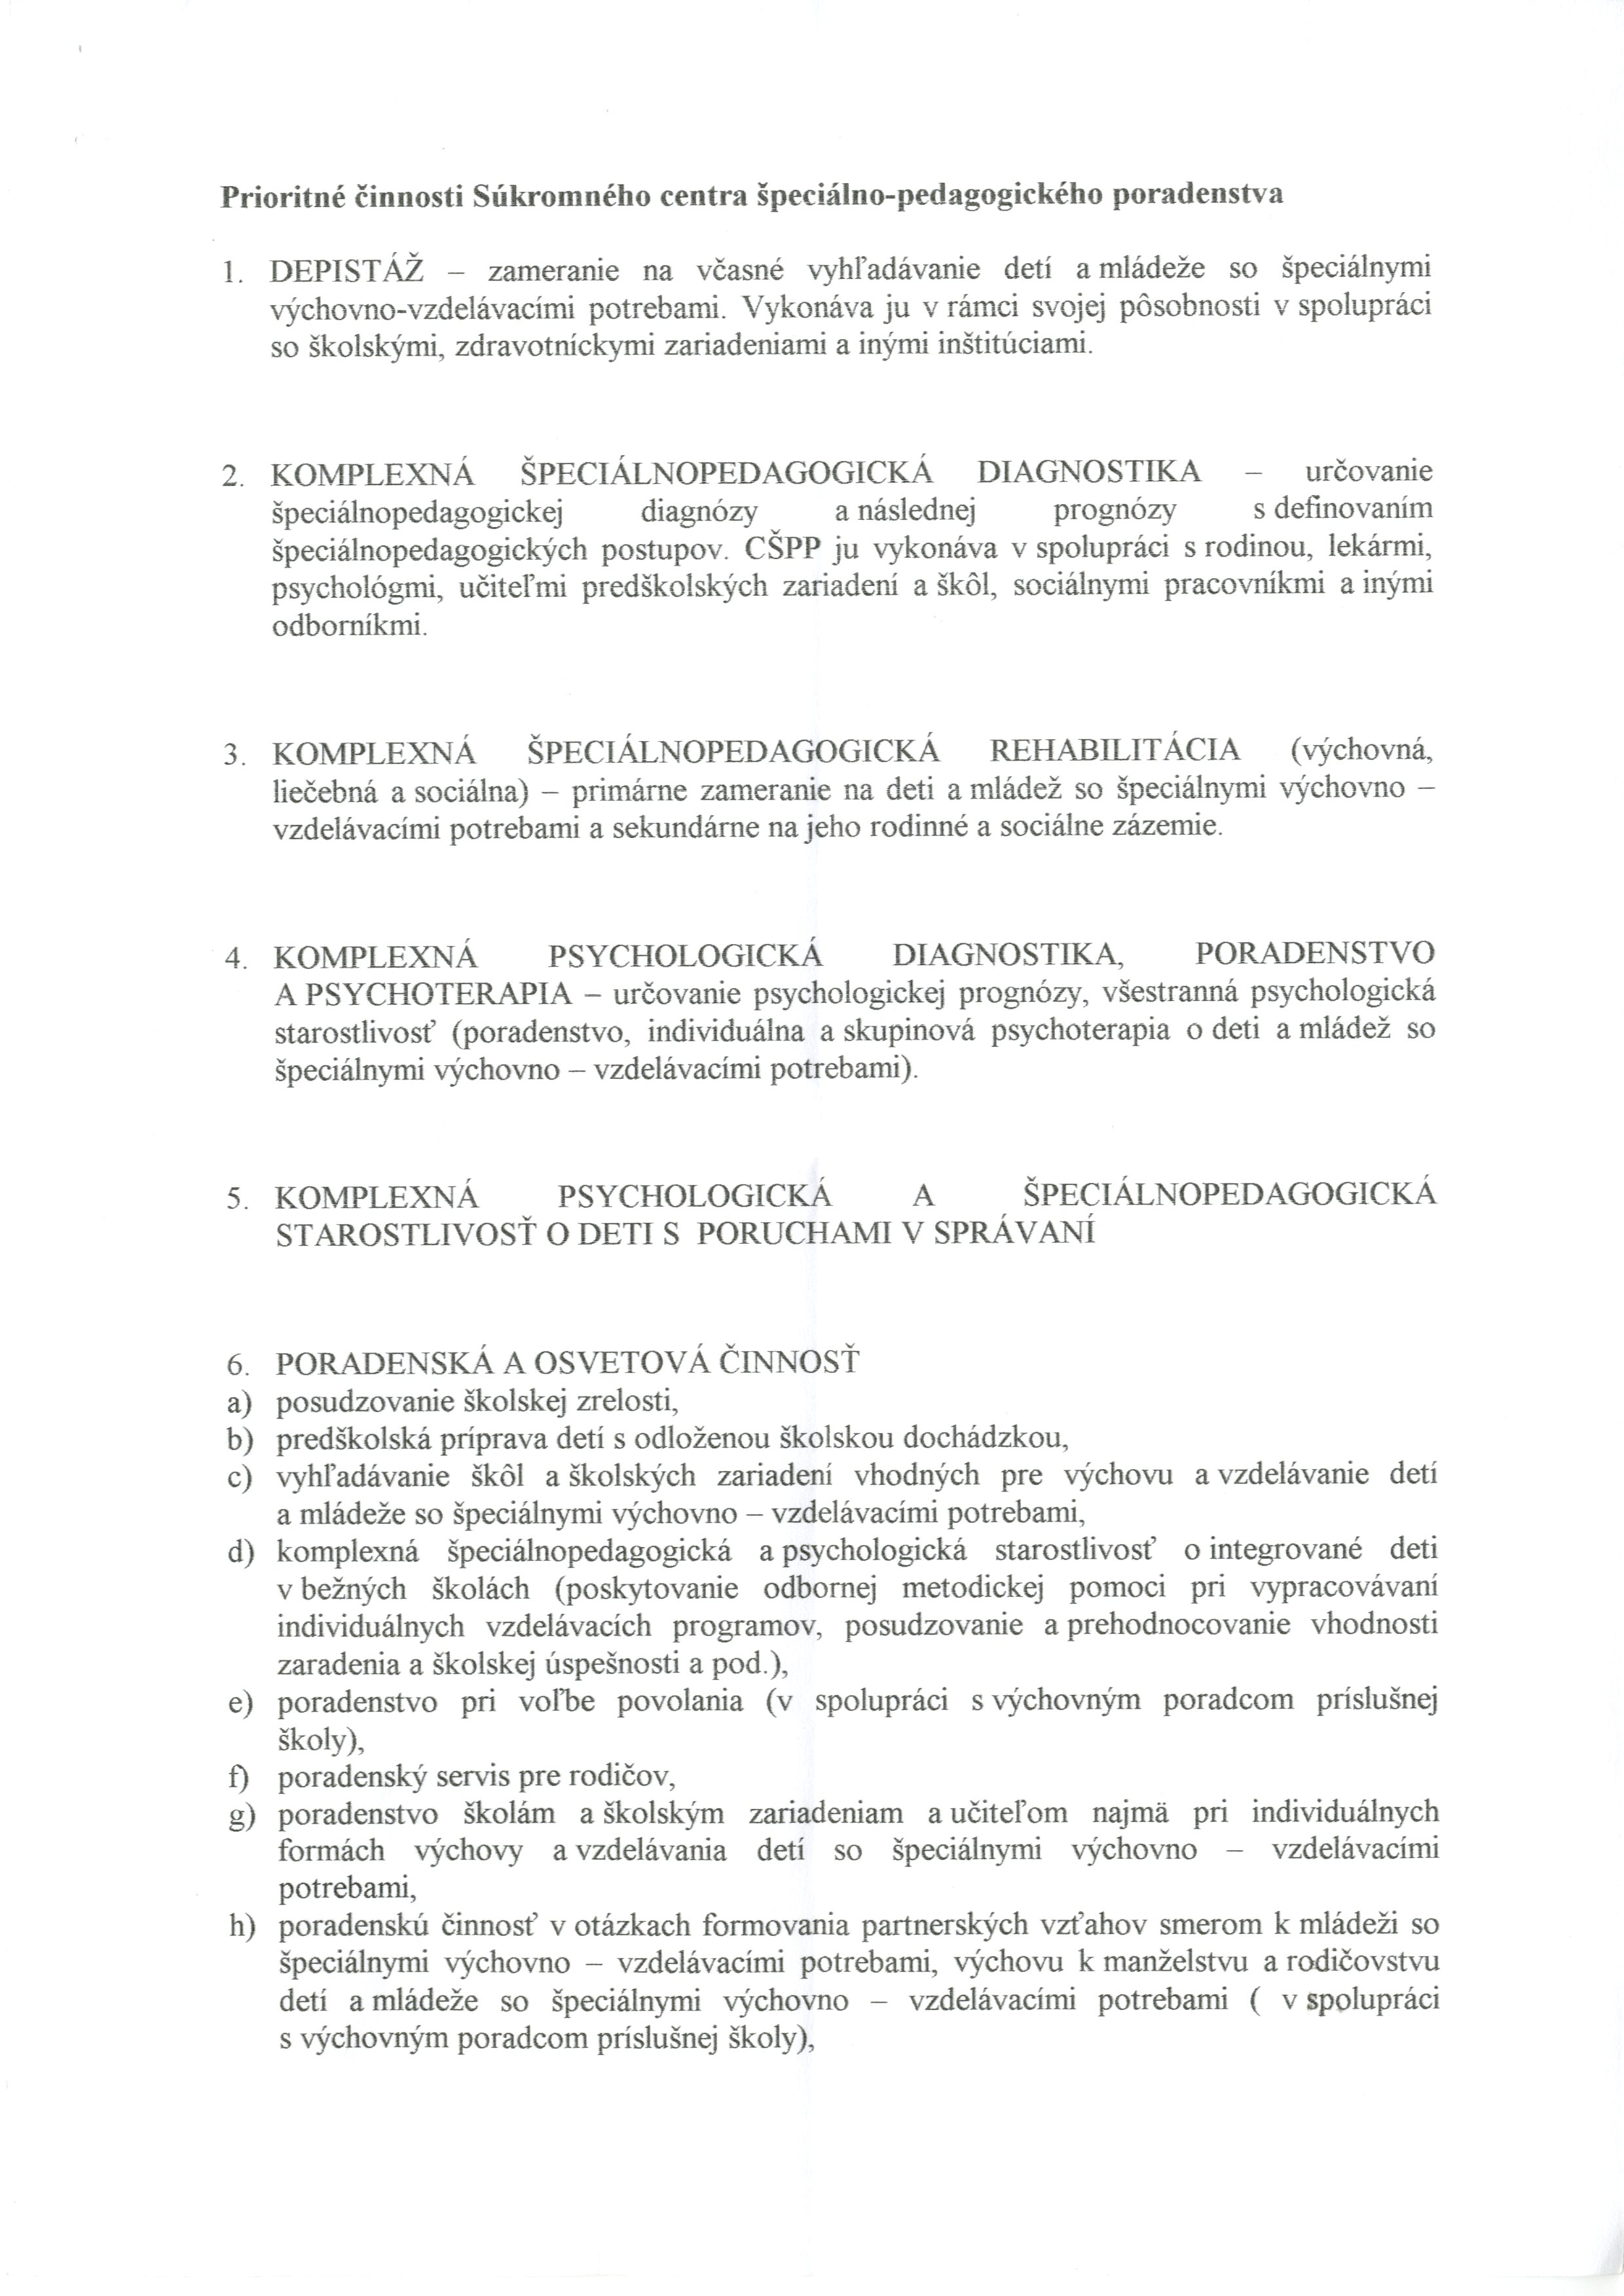 Prioritné činnosti Súkromného centra špeciálno-pedagogického poradenstva
1. DEPISTÁŽ – zameranie na včasné vyhľadávanie detí a mládeže so špeciálnymi
výchovno-vzdelávacími potrebami. Vykonáva ju v rámci svojej pôsobnosti v spolupráci
so školskými, zdravotníckymi zariadeniami a inými inštitúciami.
2. KOMPLEXNÁ ŠPECIÁLNOPEDAGOGICKÁ DIAGNOSTIKA – určovanie
špeciálnopedagogickej diagnózy a následnej prognózy s definovaním
špeciálnopedagogických postupov. CŠPP ju vykonáva v spolupráci s rodinou, lekármi,
psychológmi, učiteľmi predškolských zariadení a škôl, sociálnymi pracovníkmi a inými
odborníkmi.
3. KOMPLEXNÁ ŠPECIÁLNOPEDAGOGICKÁ REHABILITÁCIA (výchovná,
liečebná a sociálna) – primárne zameranie na deti a mládež so špeciálnymi výchovno –
vzdelávacími potrebami a sekundárne na jeho rodinné a sociálne zázemie.
4. KOMPLEXNÁ PSYCHOLOGICKÁ DIAGNOSTIKA, PORADENSTVO
A PSYCHOTERAPIA – určovanie psychologickej prognózy, všestranná psychologická
starostlivosť (poradenstvo, individuálna a skupinová psychoterapia o deti a mládež so
špeciálnymi výchovno – vzdelávacími potrebami).
5. KOMPLEXNÁ PSYCHOLOGICKÁ A ŠPECIÁLNOPEDAGOGICKÁ
STAROSTLIVOSŤ O DETI S PORUCHAMI V SPRÁVANÍ
6. PORADENSKÁ A OSVETOVÁ ČINNOSŤ
a) posudzovanie školskej zrelosti,
b) predškolská príprava detí s odloženou školskou dochádzkou,
c) vyhľadávanie škôl a školských zariadení vhodných pre výchovu a vzdelávanie detí
a mládeže so špeciálnymi výchovno – vzdelávacími potrebami,
d) komplexná špeciálnopedagogická a psychologická starostlivosť o integrované deti
v bežných školách (poskytovanie odbornej metodickej pomoci pri vypracovávaní
individuálnych vzdelávacích programov, posudzovanie a prehodnocovanie vhodnosti
zaradenia a školskej úspešnosti a pod.),
e) poradenstvo pri voľbe povolania (v spolupráci s výchovným poradcom príslušnej
školy),
f) poradenský servis pre rodičov,
g) poradenstvo školám a školským zariadeniam a učiteľom najmä pri individuálnych
formách výchovy a vzdelávania detí so špeciálnymi výchovno – vzdelávacími
potrebami,
h) poradenskú činnosť v otázkach formovania partnerských vzťahov smerom k mládeži so
špeciálnymi výchovno – vzdelávacími potrebami, výchovu k manželstvu a rodičovstvu
detí a mládeže so špeciálnymi výchovno – vzdelávacími potrebami ( v spolupráci
s výchovným poradcom príslušnej školy),